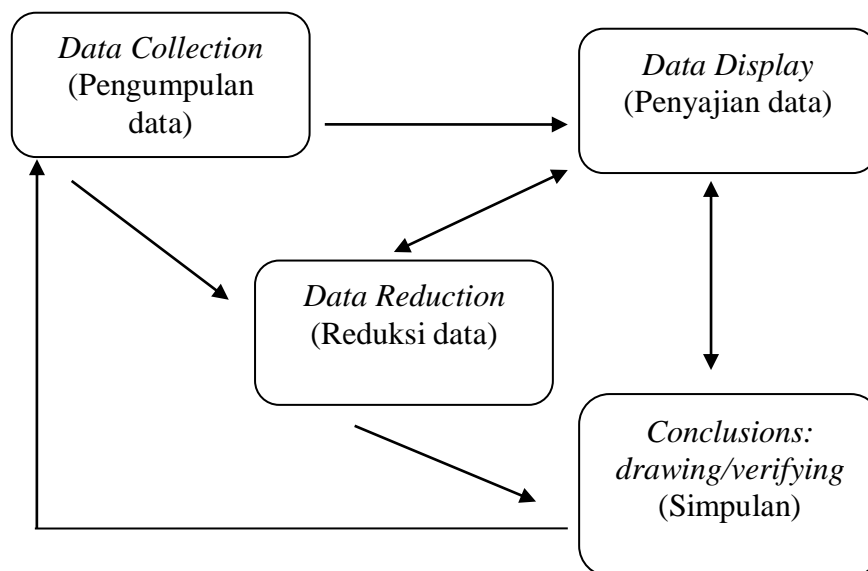 Data Collection
(Pengumpulan
data)
Data Display
(Penyajian data)
Data Reduction
(Reduksi data)
Conclusions:
drawing/verifying
(Simpulan)